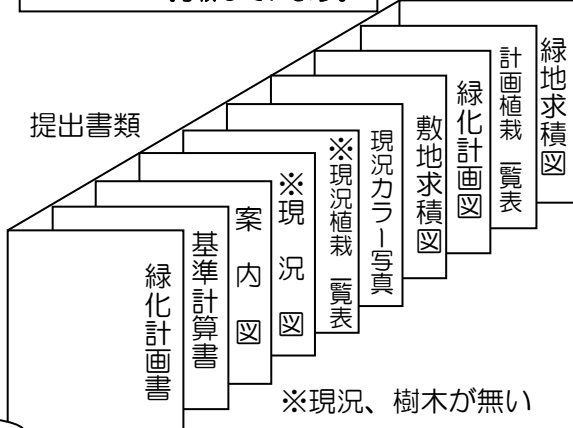 提出書類
緑化計画書
基準計算書
案内図
※現況図
※現況植栽一覧表
現況カラー写真
敷地求積図
緑化計画図
計画植栽一覧表
緑地求積図
※現況、樹木が無い